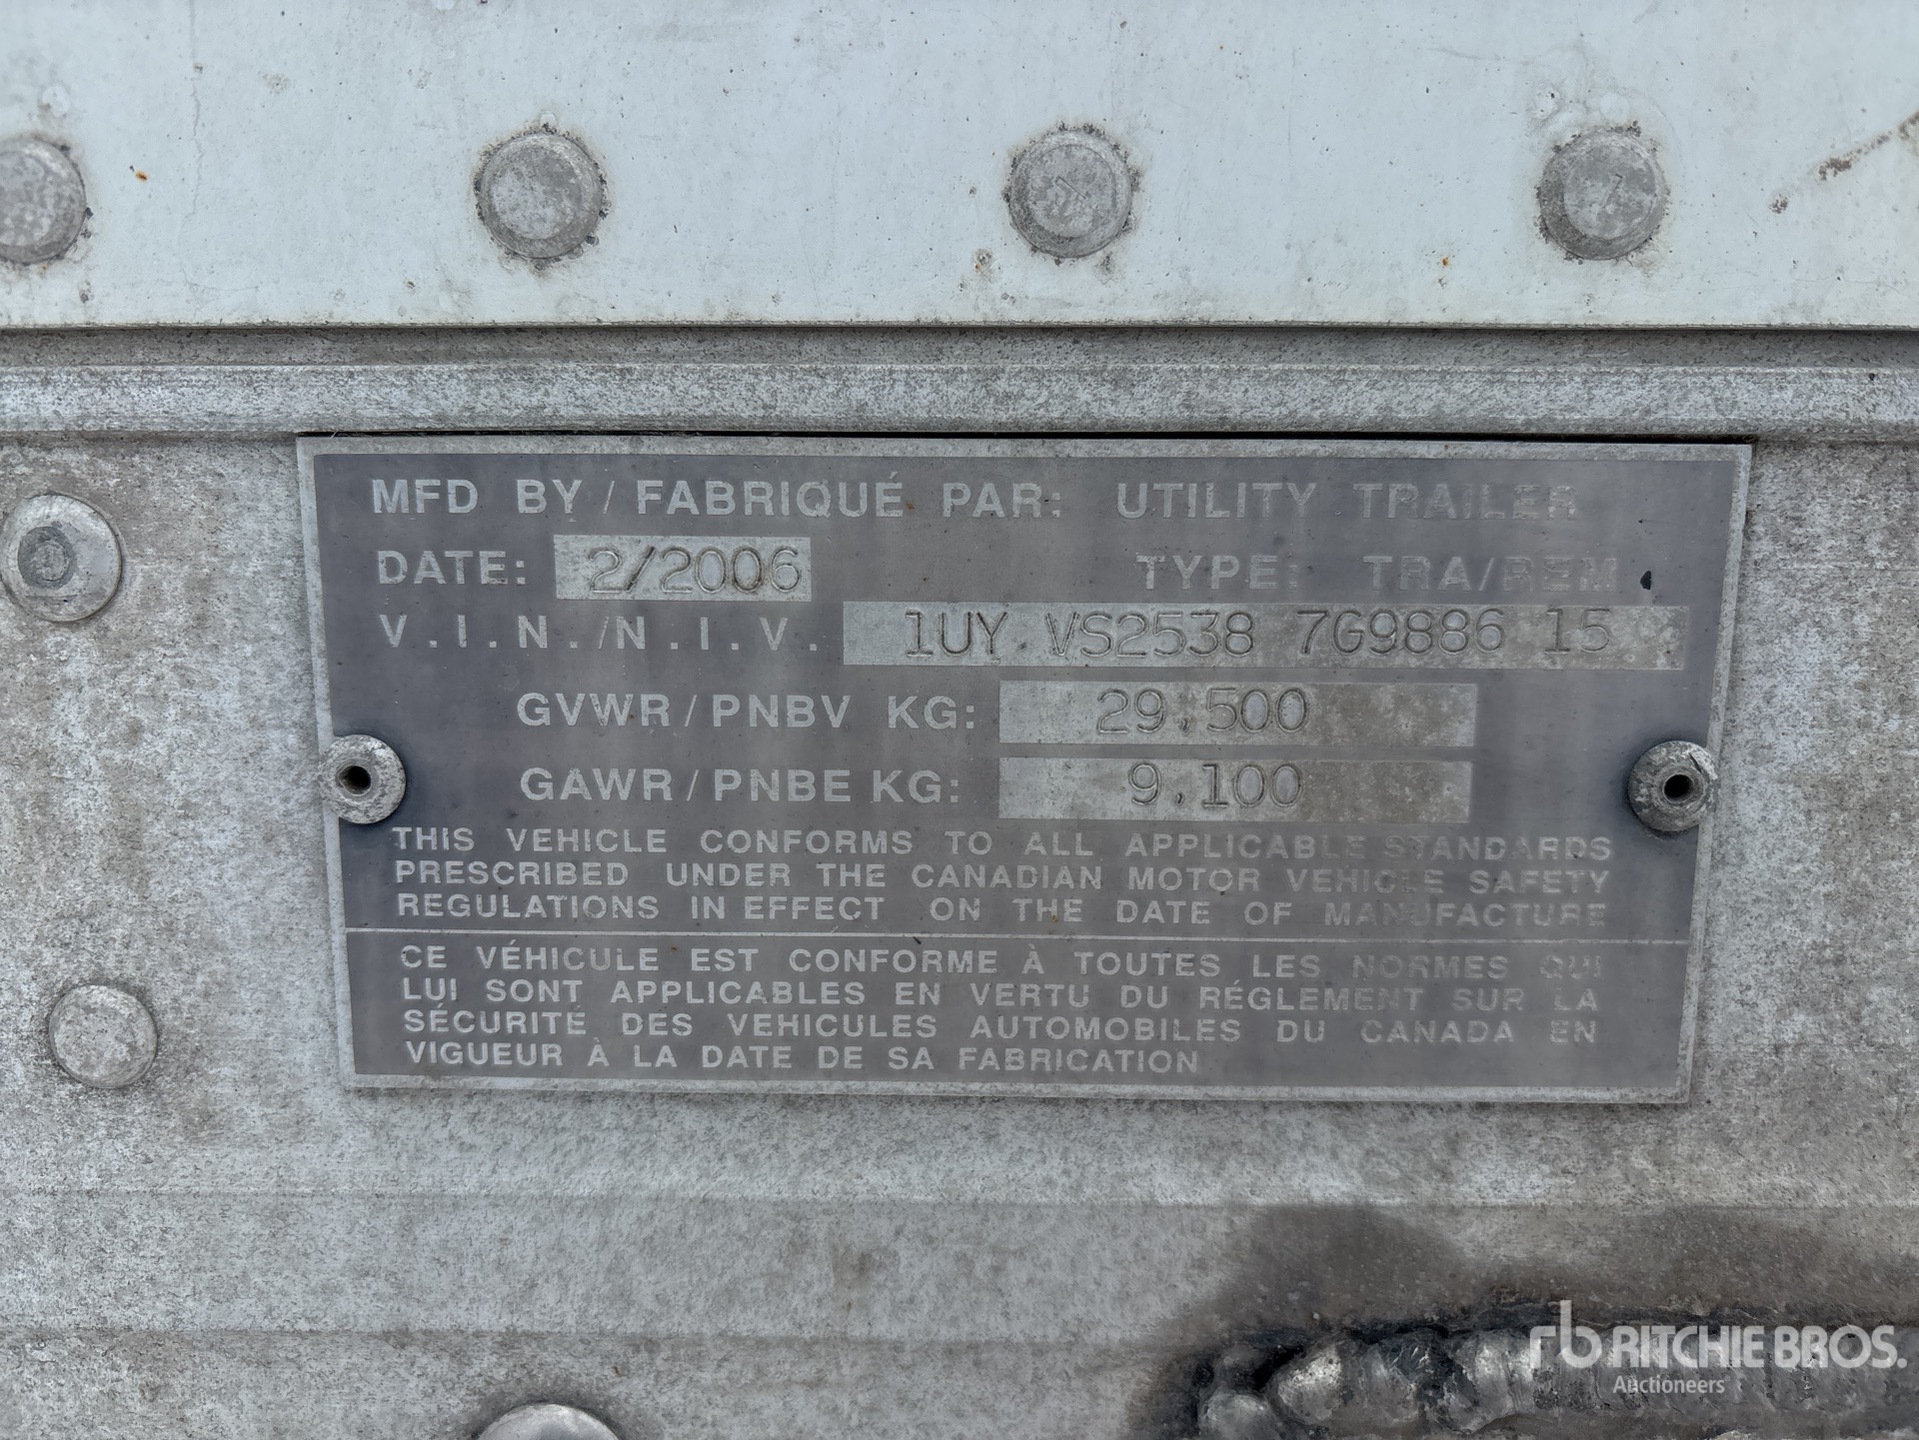 MFD BY / FABRIQUÉ PAR: UTILITY TRAILER
DATE: 2/2006 TYPE: TRA/REM
V.I.N./N.I.V. 1UY VS2538 7G9886 15
GVWR/PNBV KG: 29,500
GAWR/PNBE KG: 9,100
THIS VEHICLE CONFORMS TO ALL APPLICABLE STANDARDS
PRESCRIBED UNDER THE CANADIAN MOTOR VEHICLE SAFETY
REGULATIONS IN EFFECT ON THE DATE OF MANUFACTURE
CE VÉHICULE EST CONFORME À TOUTES LES NORMES QUI
LUI SONT APPLICABLES EN VERTU DU RÉGLEMENT SUR LA
SÉCURITÉ DES VEHICULES AUTOMOBILES DU CANADA EN
VIGUEUR À LA DATE DE SA FABRICATION
rb RITCHIE BROS.
Auctioneers